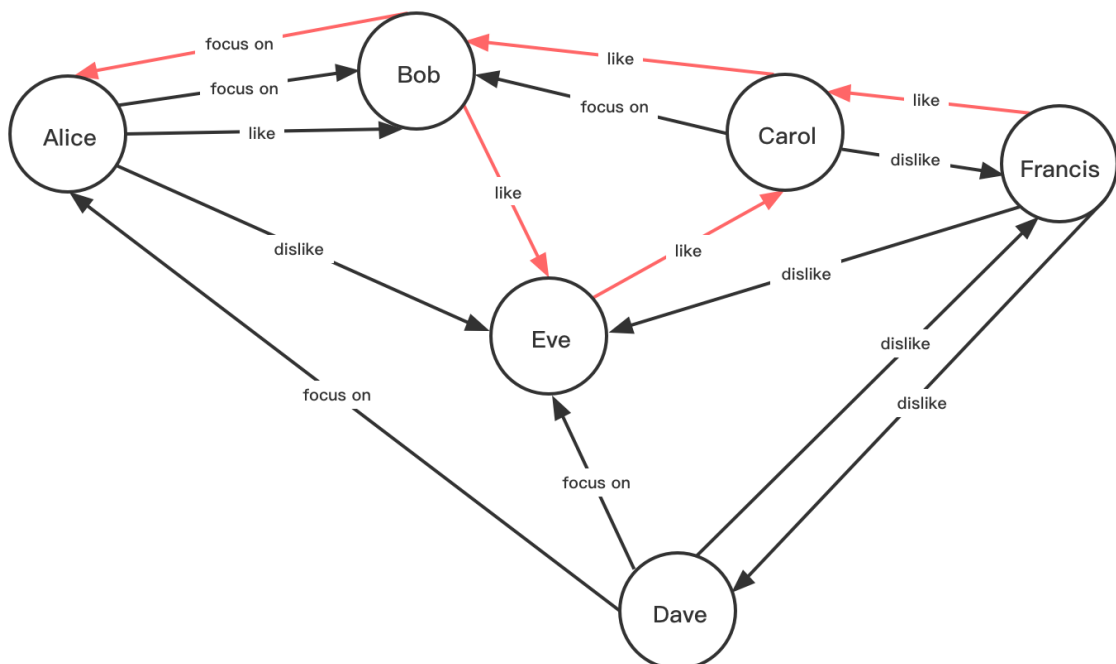 focus on
like
Bob
focus on
focus on
like
Carol
Alice
like
dislike
Francis
like
dislike
like
dislike
Eve
dislike
focus on
dislike
focus on
Dave